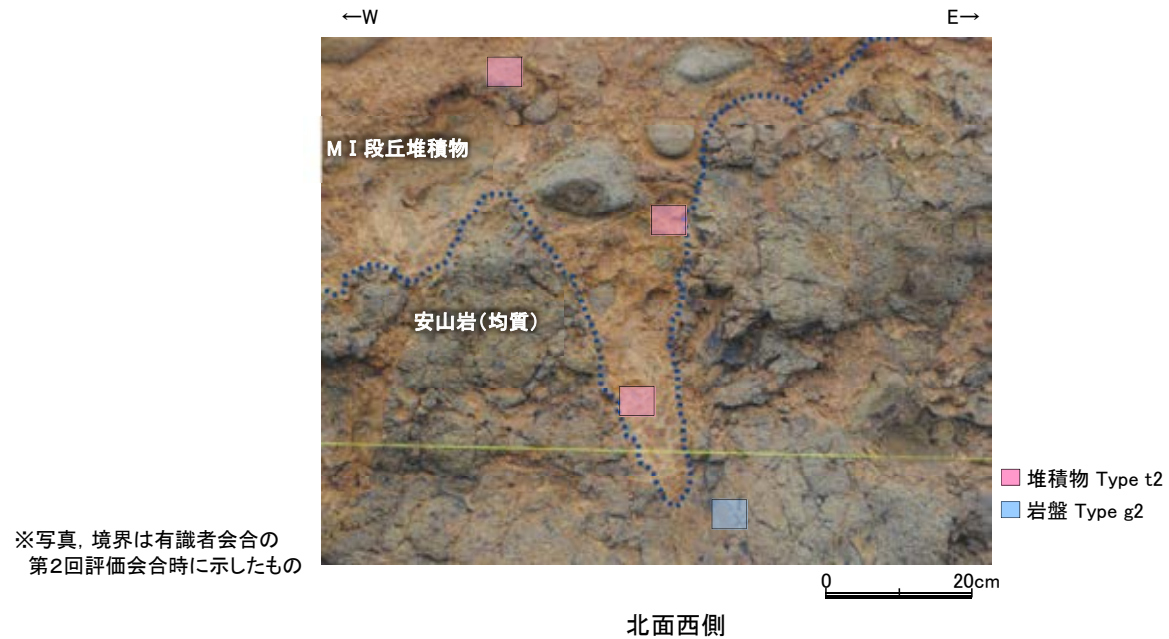 ←W
E→
MⅠ段丘堆積物
安山岩(均質)
堆積物 Type t2
岩盤 Type g2
※写真，境界は有識者会合の
第2回評価会合時に示したもの
0 20cm
北面西側